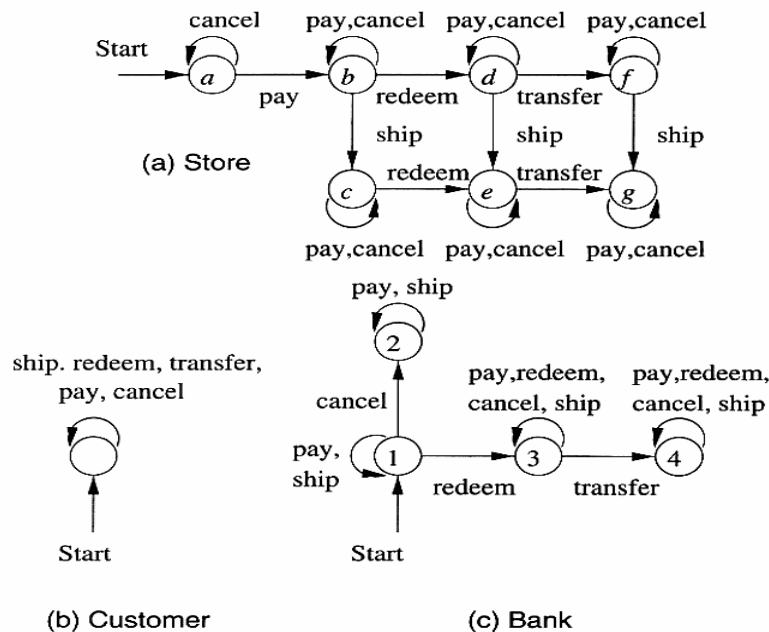 cancel
pay,cancel
pay,cancel
pay,cancel
Start
a
b
d
f
pay
redeem
transfer
ship
ship
ship
(a) Store
redeem
transfer
c
e
g
pay,cancel
pay,cancel
pay,cancel
pay, ship
2
ship. redeem, transfer,
pay, cancel
pay,redeem,
cancel, ship
pay,redeem,
cancel, ship
cancel
pay,
ship
1
3
4
redeem
transfer
Start
Start
(b) Customer
(c) Bank